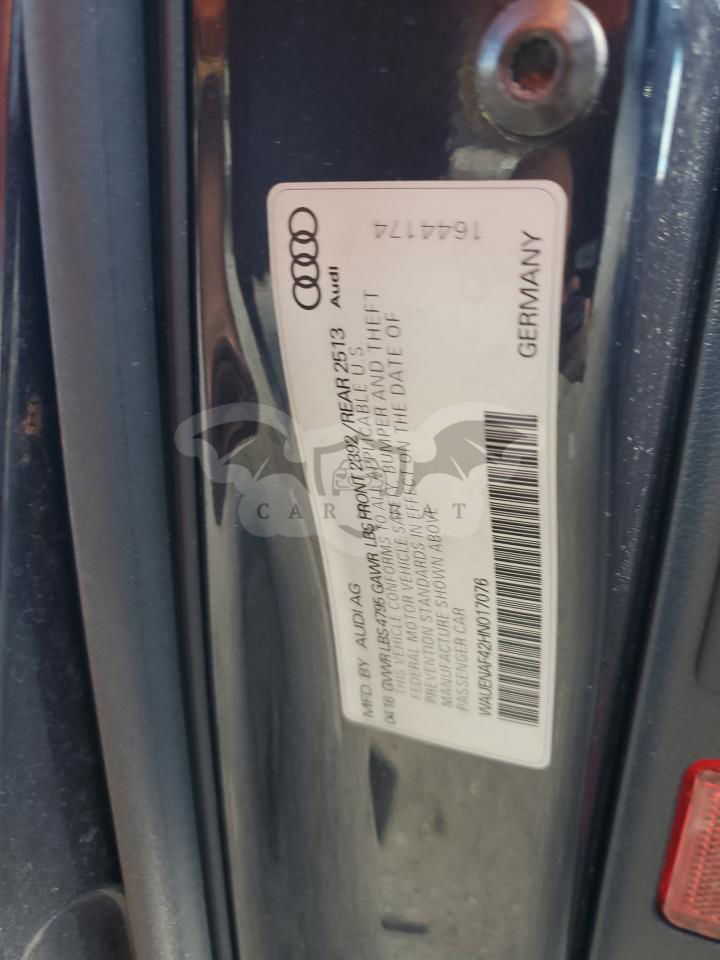 Audi
1644174
MFD BY AUDI AG
0416 GVWR LBS 4795 GAWR LBS FRONT 2392 / REAR 2513
THIS VEHICLE CONFORMS TO ALL APPLICABLE U.S.
FEDERAL MOTOR VEHICLE SAFETY, BUMPER AND THEFT
PREVENTION STANDARDS IN EFFECT ON THE DATE OF
MANUFACTURE SHOWN ABOVE
PASSENGER CAR
WAUENAF42HN017076
GERMANY